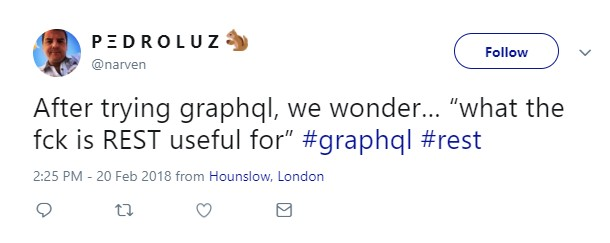 PΞDROLUZ🐿
@narven
Follow
After trying graphql, we wonder… “what the
fck is REST useful for” #graphql #rest
2:25 PM - 20 Feb 2018 from Hounslow, London